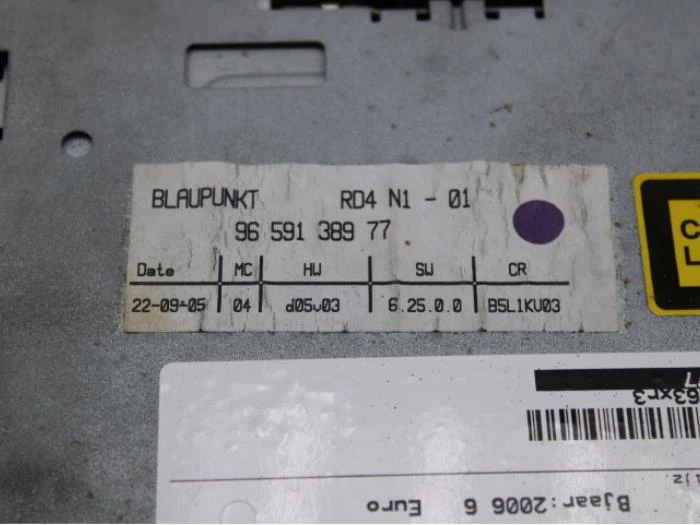 BLAUPUNKT RD4 N1 - 01
96 591 389 77
Date MC HW SW CR
22-09-05 04 d05v03 6.25.0.0 B5L1KV03
C
L
63xr3
Bjaar:2006 6 Euro